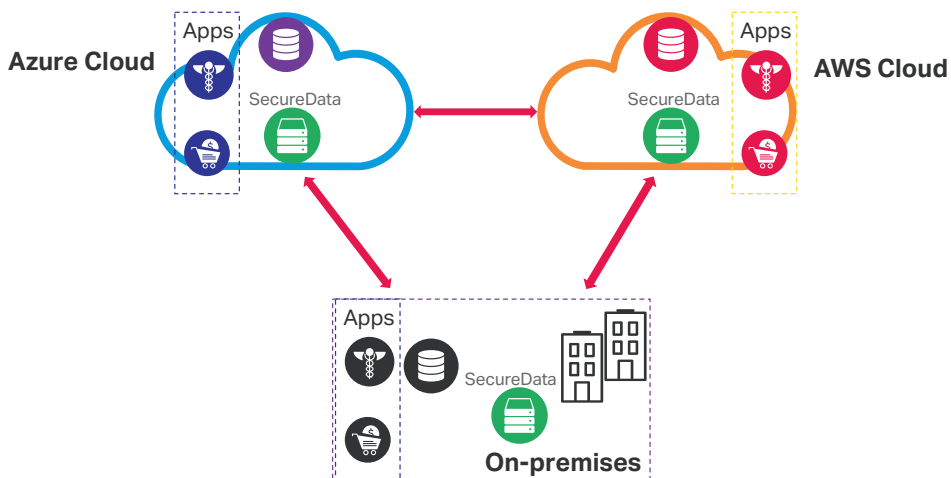 Apps
Azure Cloud
SecureData
Apps
AWS Cloud
SecureData
Apps
SecureData
On-premises